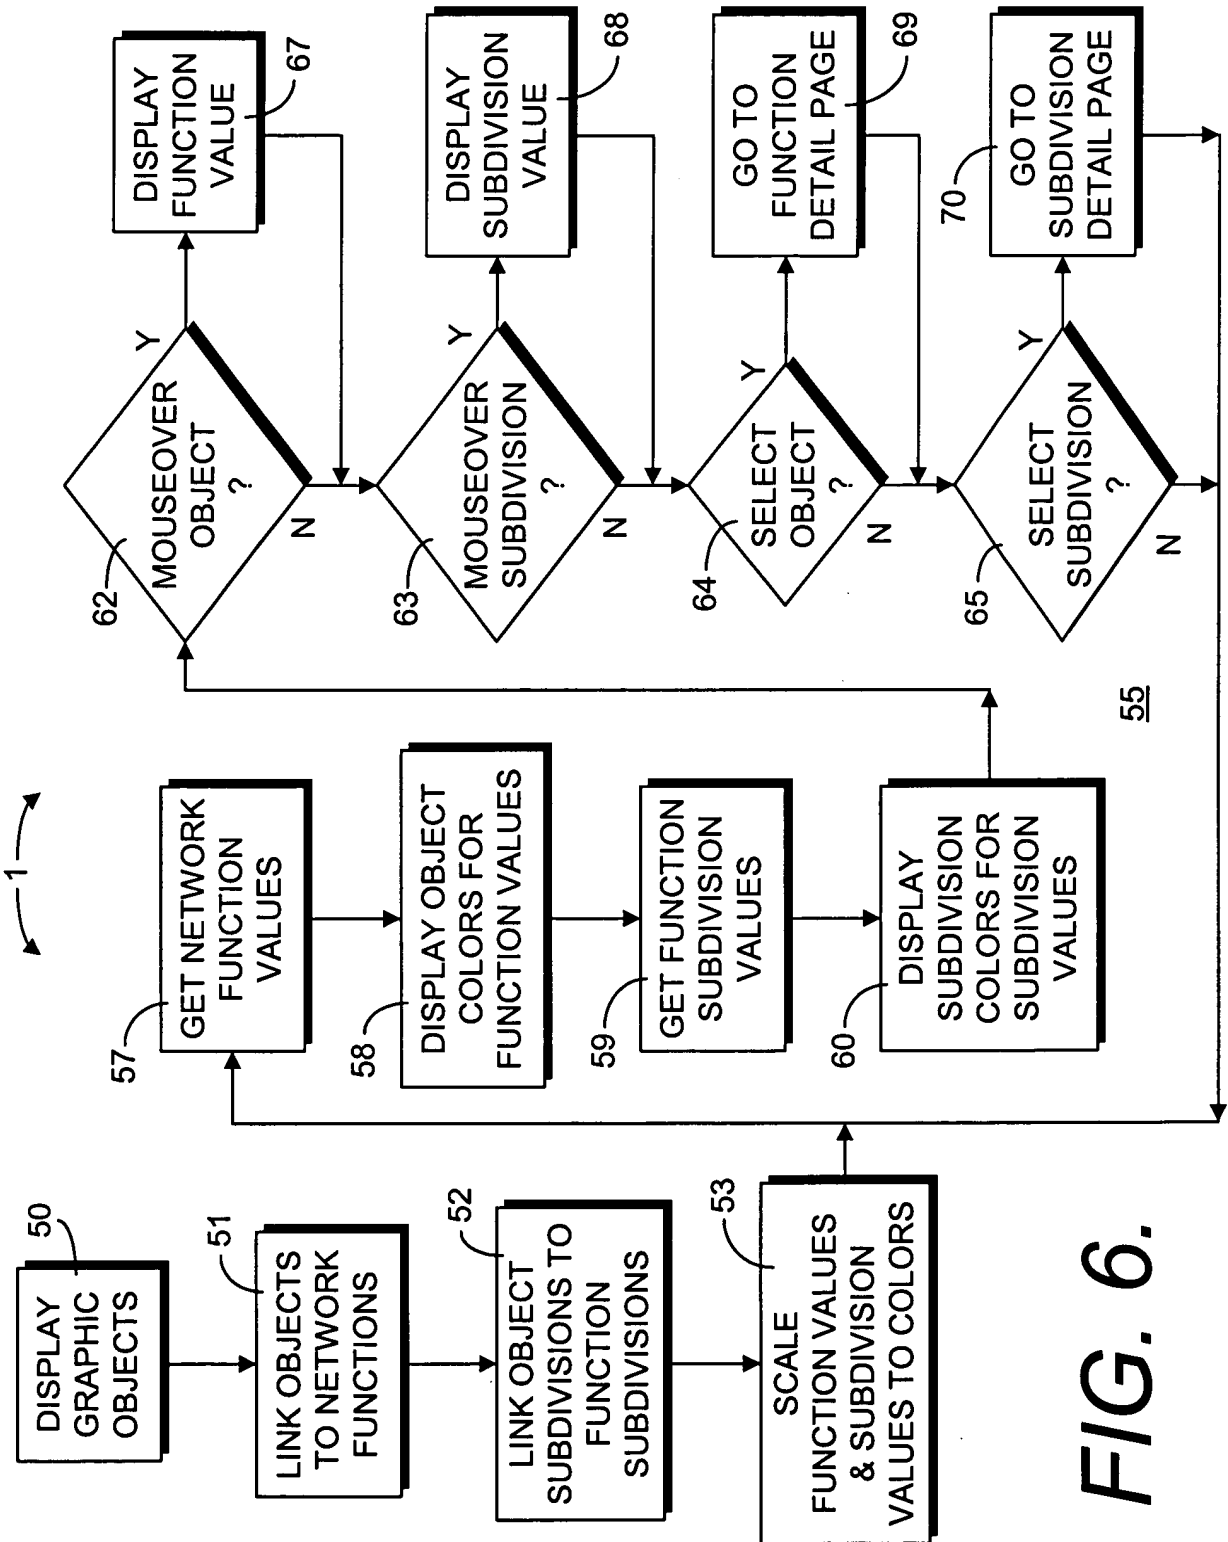 1
50
DISPLAY
GRAPHIC
OBJECTS
51
LINK OBJECTS
TO NETWORK
FUNCTIONS
52
LINK OBJECT
SUBDIVISIONS TO
FUNCTION
SUBDIVISIONS
53
SCALE
FUNCTION VALUES
& SUBDIVISION
VALUES TO COLORS
57
GET NETWORK
FUNCTION
VALUES
58
DISPLAY OBJECT
COLORS FOR
FUNCTION VALUES
59
GET FUNCTION
SUBDIVISION
VALUES
60
DISPLAY
SUBDIVISION
COLORS FOR
SUBDIVISION
VALUES
55
62
MOUSEOVER
OBJECT
?
Y
N
67
DISPLAY
FUNCTION
VALUE
63
MOUSEOVER
SUBDIVISION
?
Y
N
68
DISPLAY
SUBDIVISION
VALUE
64
SELECT
OBJECT
?
Y
N
69
GO TO
FUNCTION
DETAIL PAGE
65
SELECT
SUBDIVISION
?
Y
N
70
GO TO
SUBDIVISION
DETAIL PAGE
FIG. 6.